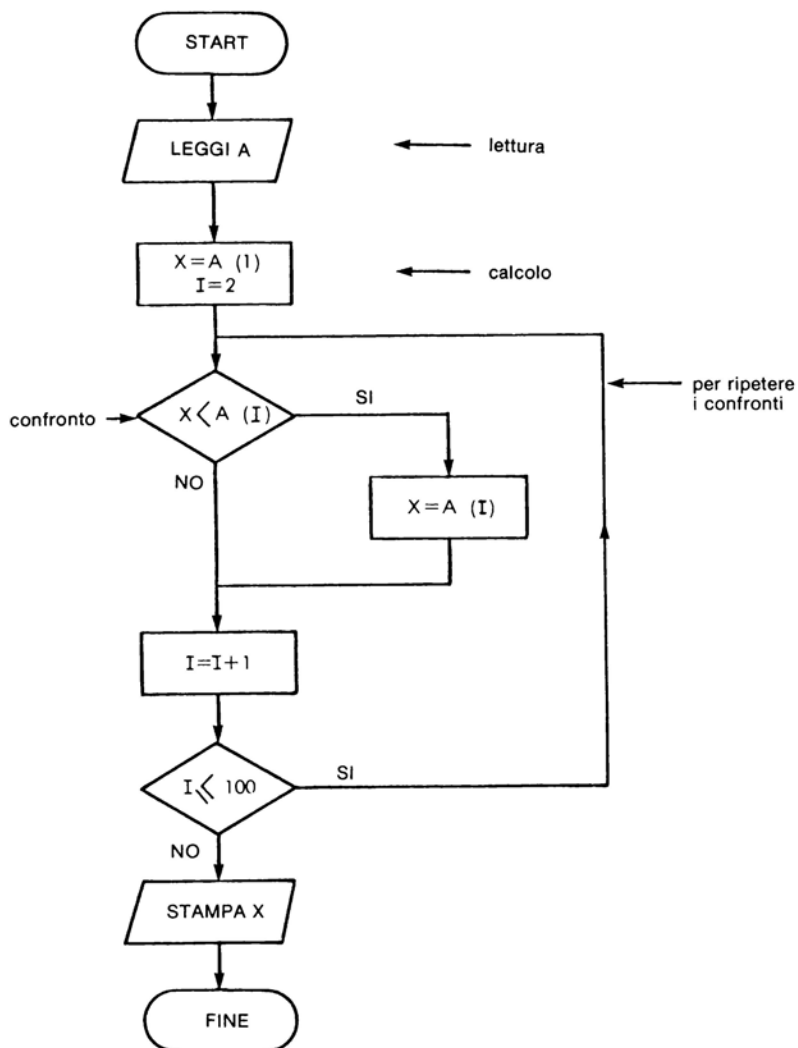 START
LEGGI A
lettura
X=A (1)
I=2
calcolo
per ripetere
i confronti
confronto
X< A (I)
SI
NO
X=A (I)
I=I+1
I ≤ 100
SI
NO
STAMPA X
FINE